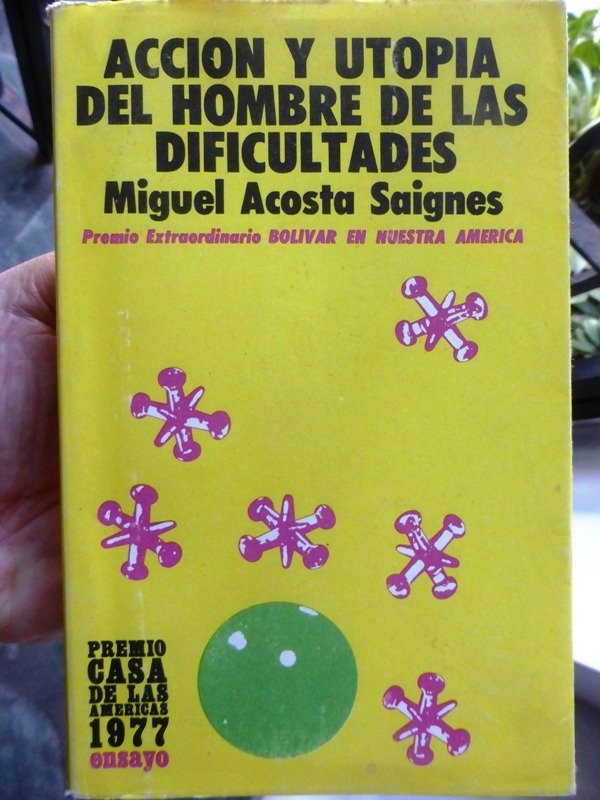 ACCION Y UTOPIA
DEL HOMBRE DE LAS
DIFICULTADES
Miguel Acosta Saignes
Premio Extraordinario BOLIVAR EN NUESTRA AMERICA
PREMIO
CASA
DE LAS
AMERICAS
1977
ensayo